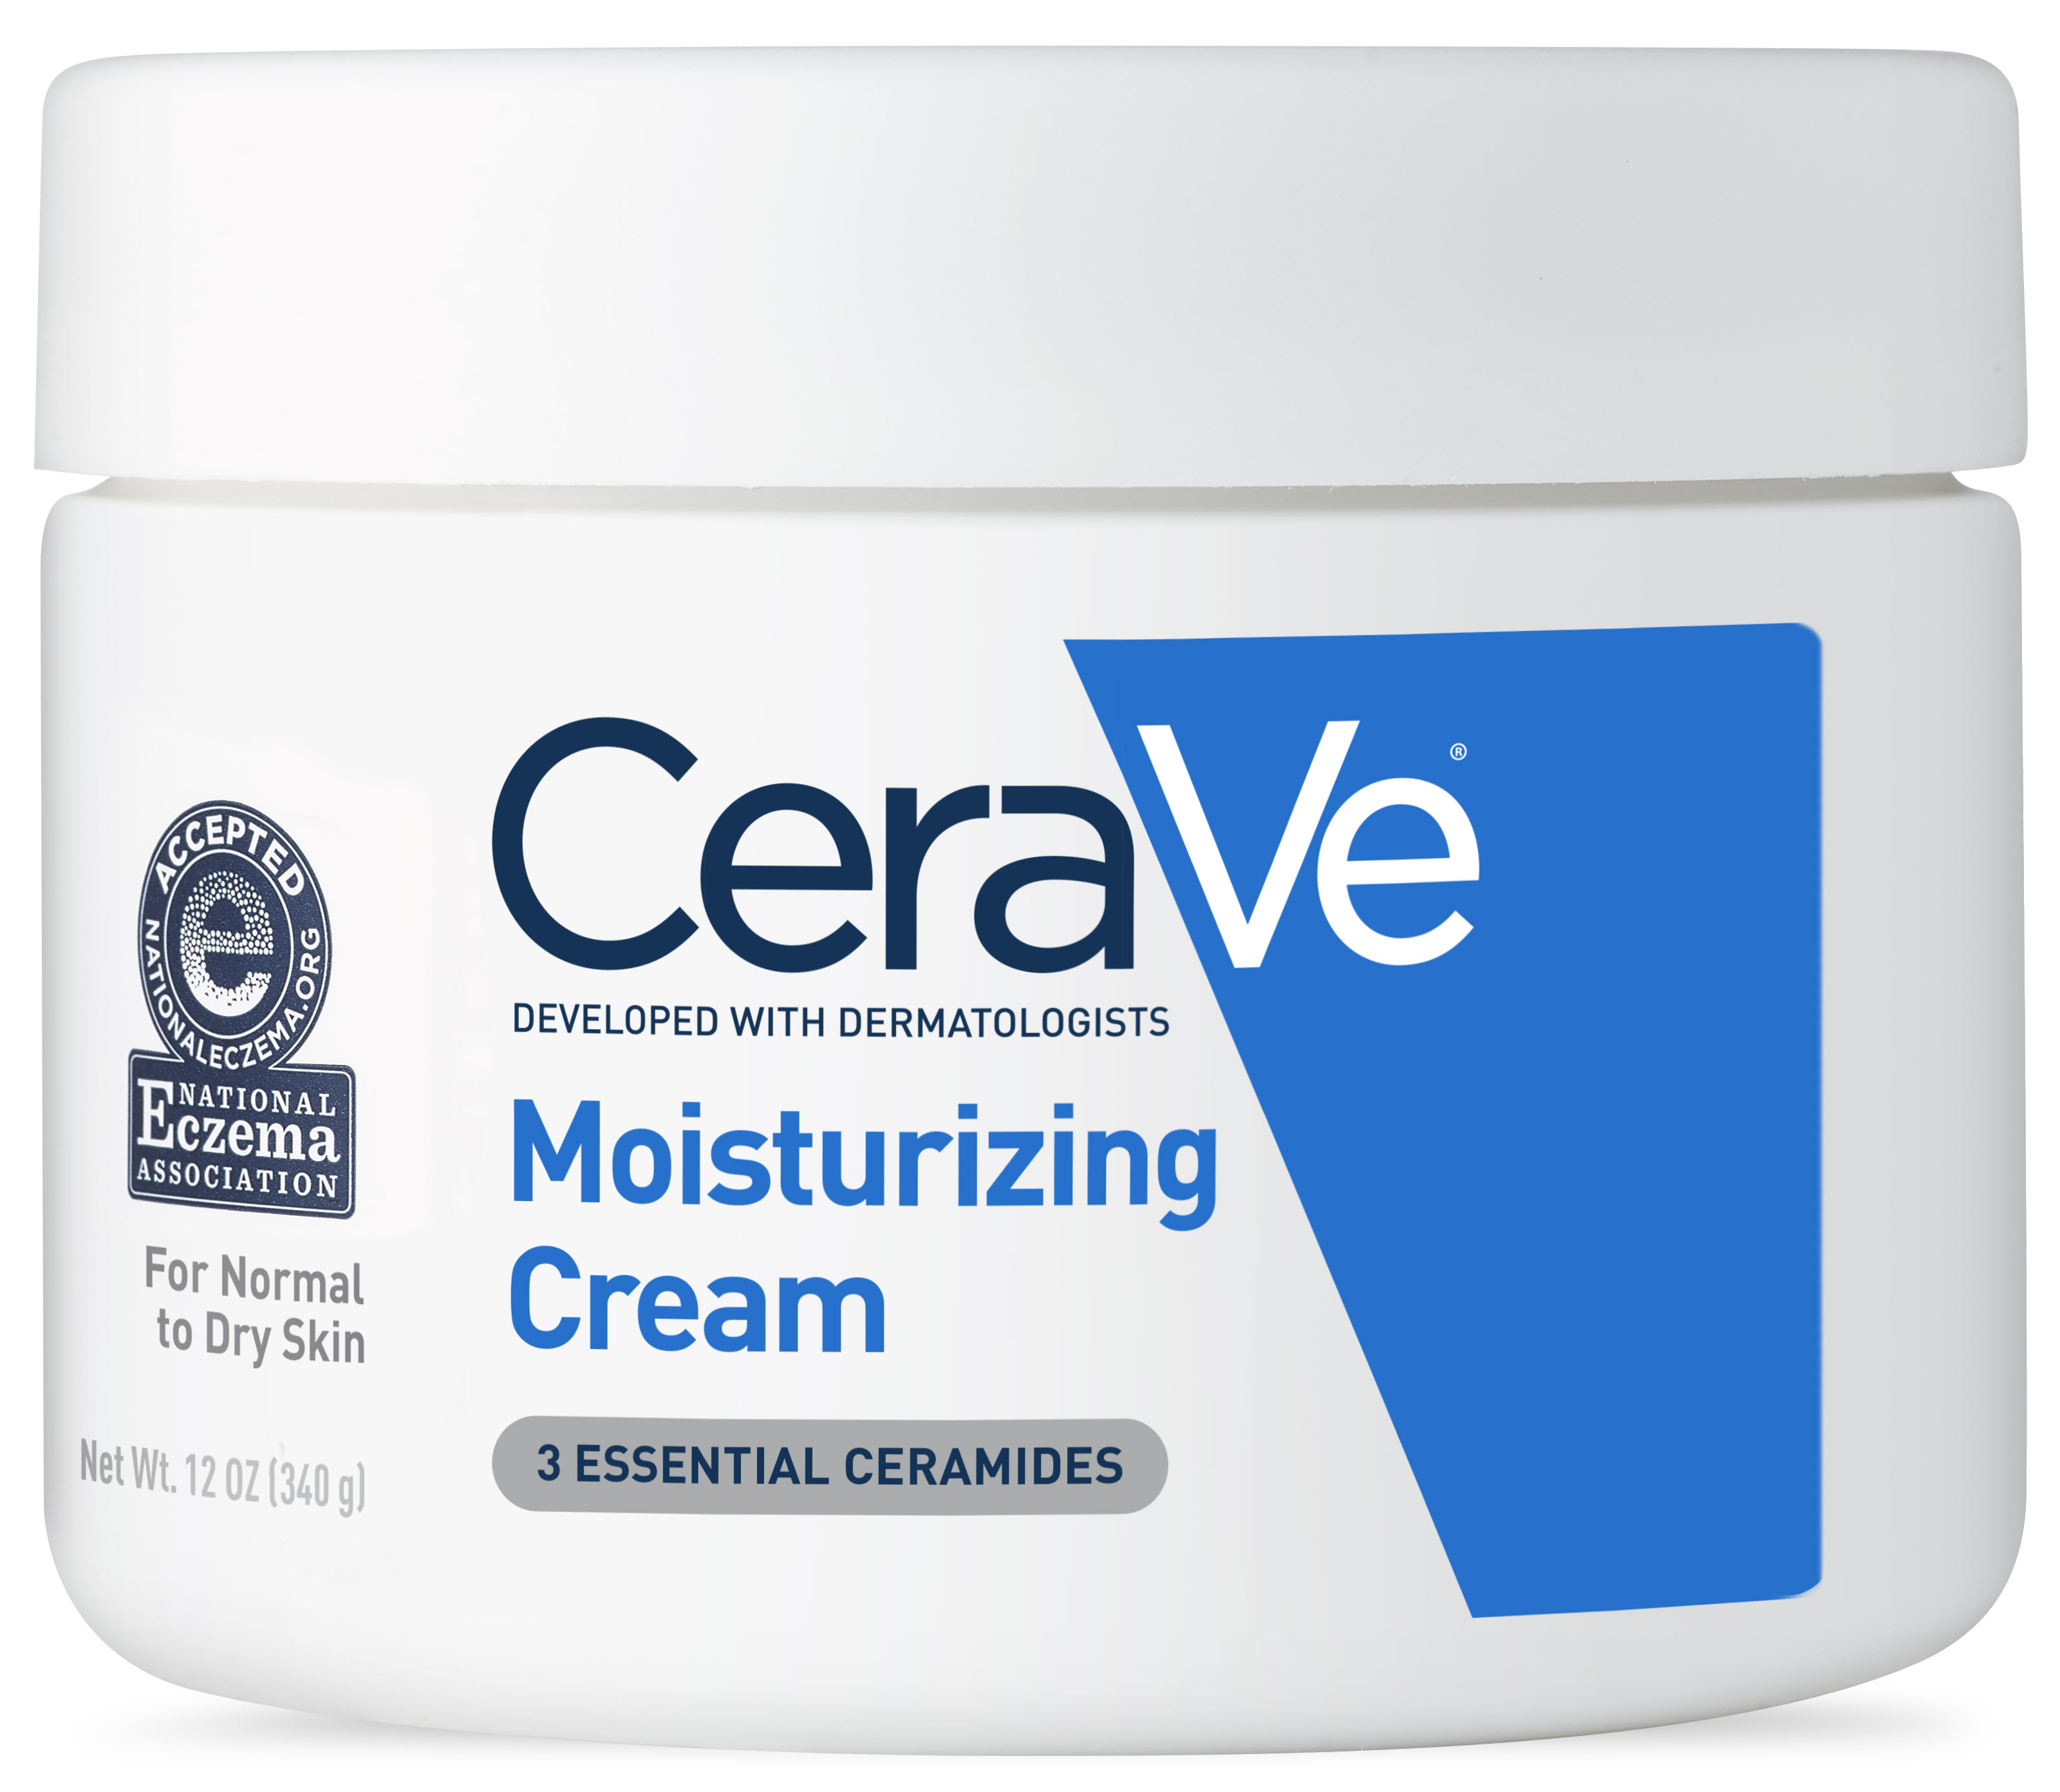 CeraVe®
DEVELOPED WITH DERMATOLOGISTS
Moisturizing
Cream
3 ESSENTIAL CERAMIDES
ACCEPTED
e
NATIONALECZEMA.ORG
NATIONAL
Eczema
ASSOCIATION
For Normal
to Dry Skin
Net Wt. 12 OZ (340 g)